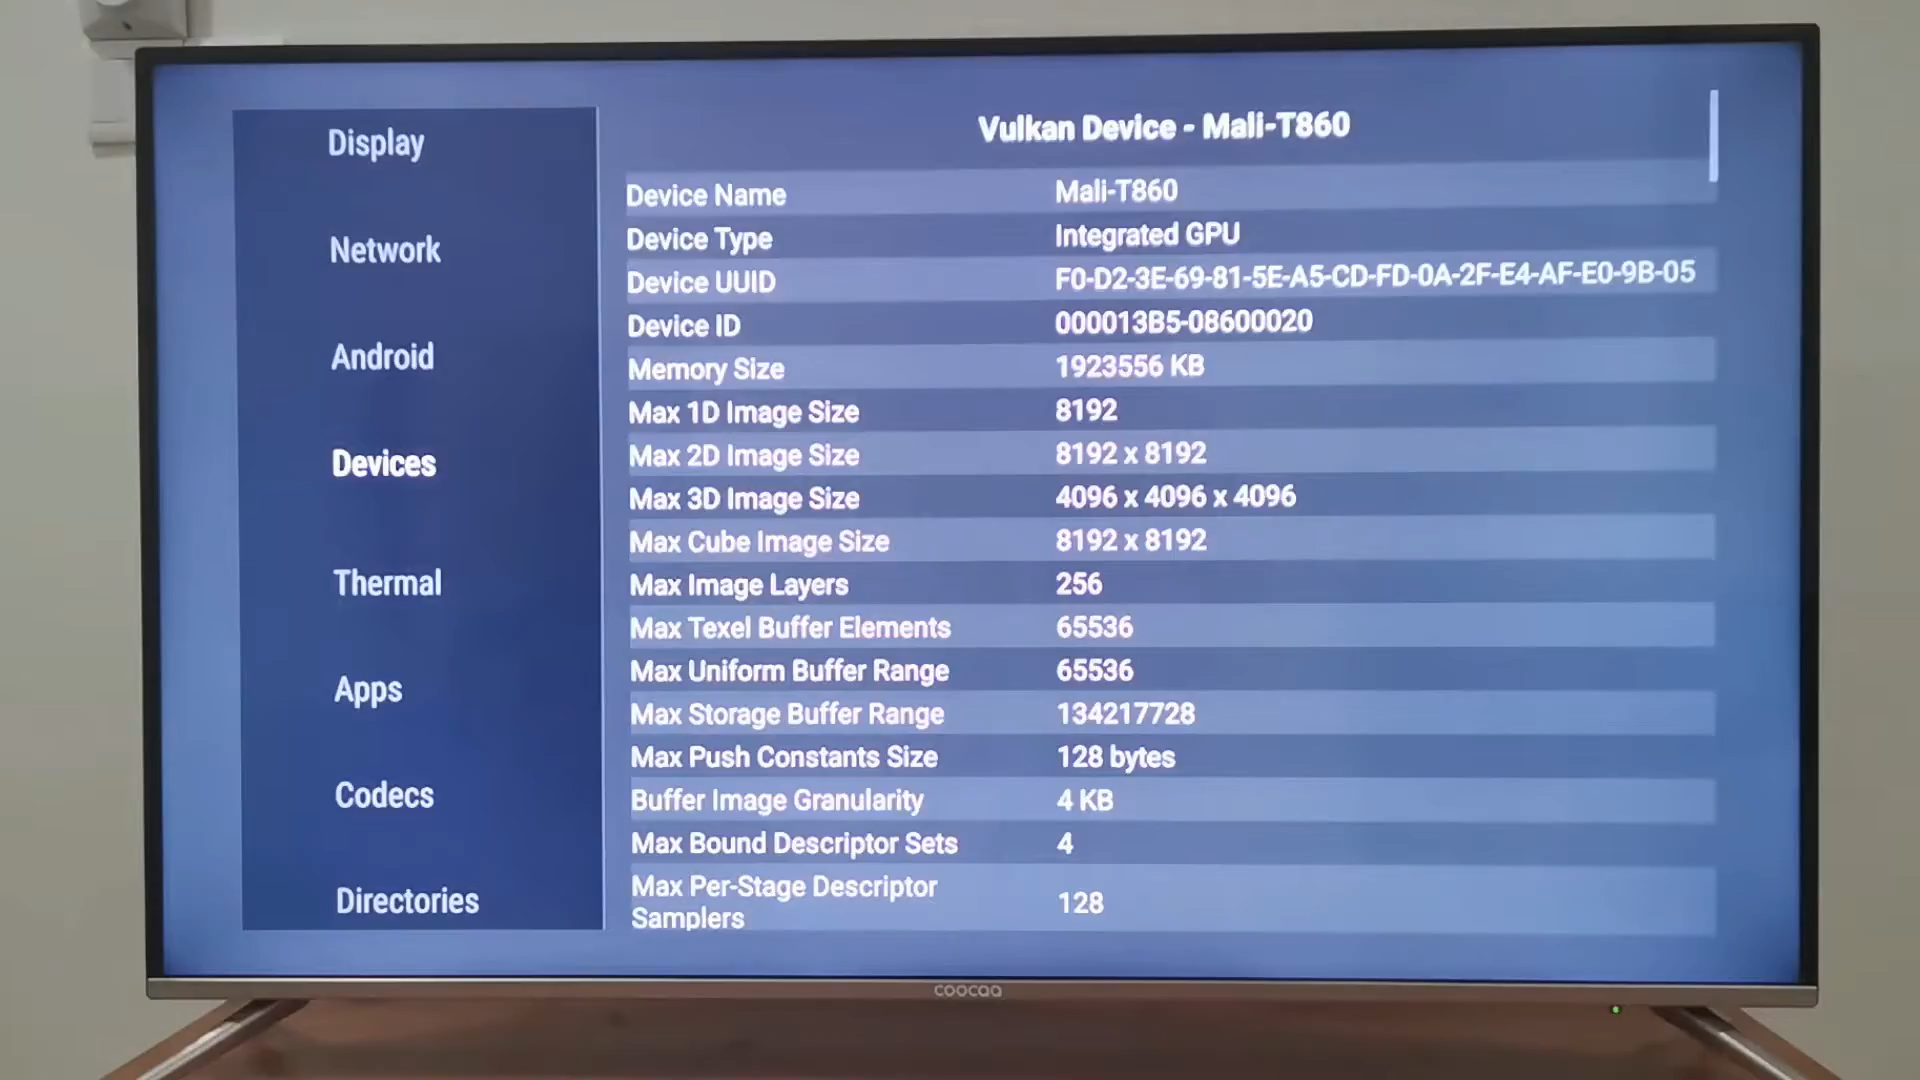 Display
Network
Android
Devices
Thermal
Apps
Codecs
Directories
Vulkan Device - Mali-T860
Device Name Mali-T860
Device Type Integrated GPU
Device UUID F0-D2-3E-69-81-5E-A5-CD-FD-0A-2F-E4-AF-E0-9B-05
Device ID 000013B5-08600020
Memory Size 1923556 KB
Max 1D Image Size 8192
Max 2D Image Size 8192 x 8192
Max 3D Image Size 4096 x 4096 x 4096
Max Cube Image Size 8192 x 8192
Max Image Layers 256
Max Texel Buffer Elements 65536
Max Uniform Buffer Range 65536
Max Storage Buffer Range 134217728
Max Push Constants Size 128 bytes
Buffer Image Granularity 4 KB
Max Bound Descriptor Sets 4
Max Per-Stage Descriptor
Samplers 128
coocaa